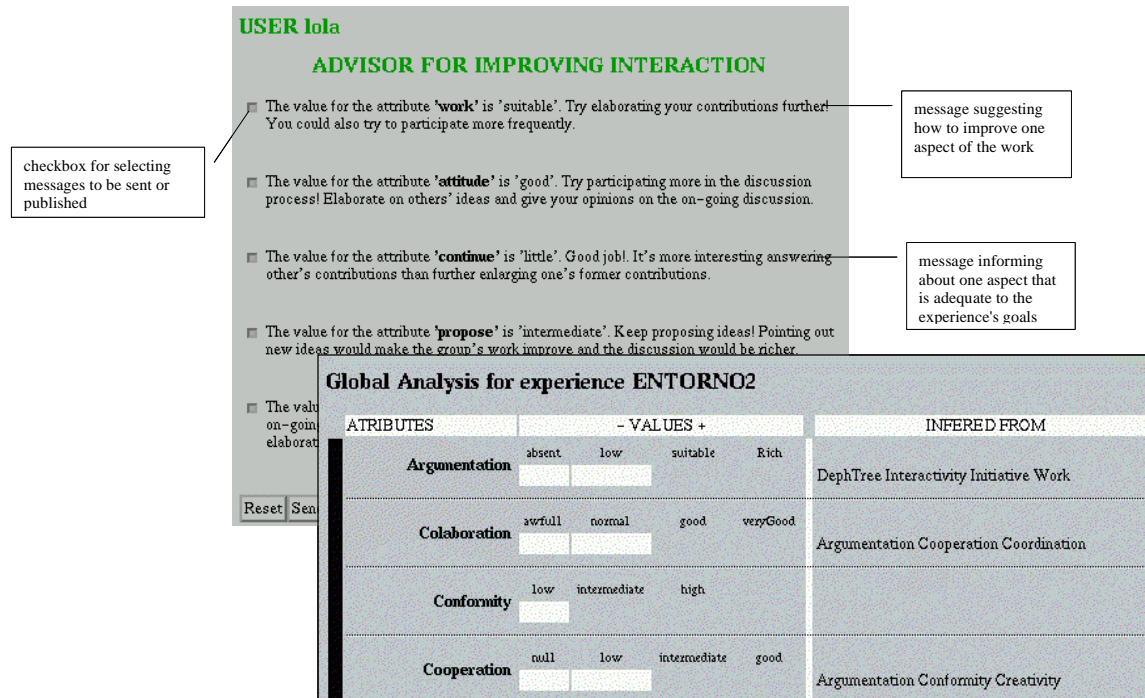 USER lola
ADVISOR FOR IMPROVING INTERACTION
The value for the attribute 'work' is 'suitable'. Try elaborating your contributions further!
You could also try to participate more frequently.
The value for the attribute 'attitude' is 'good'. Try participating more in the discussion
process! Elaborate on others' ideas and give your opinions on the on-going discussion.
The value for the attribute 'continue' is 'little'. Good job!. It's more interesting answering
other's contributions than further enlarging one's former contributions.
The value for the attribute 'propose' is 'intermediate'. Keep proposing ideas! Pointing out
new ideas would make the group's work improve and the discussion would be richer.
The valu
on-goin
elaborat
Reset Sen
checkbox for selecting
messages to be sent or
published
message suggesting
how to improve one
aspect of the work
message informing
about one aspect that
is adequate to the
experience's goals
Global Analysis for experience ENTORNO2
ATRIBUTES - VALUES + INFERED FROM
absent low suitable Rich
Argumentation
DephTree Interactivity Initiative Work
awfull normal good veryGood
Colaboration
Argumentation Cooperation Coordination
low intermediate high
Conformity
null low intermediate good
Cooperation
Argumentation Conformity Creativity